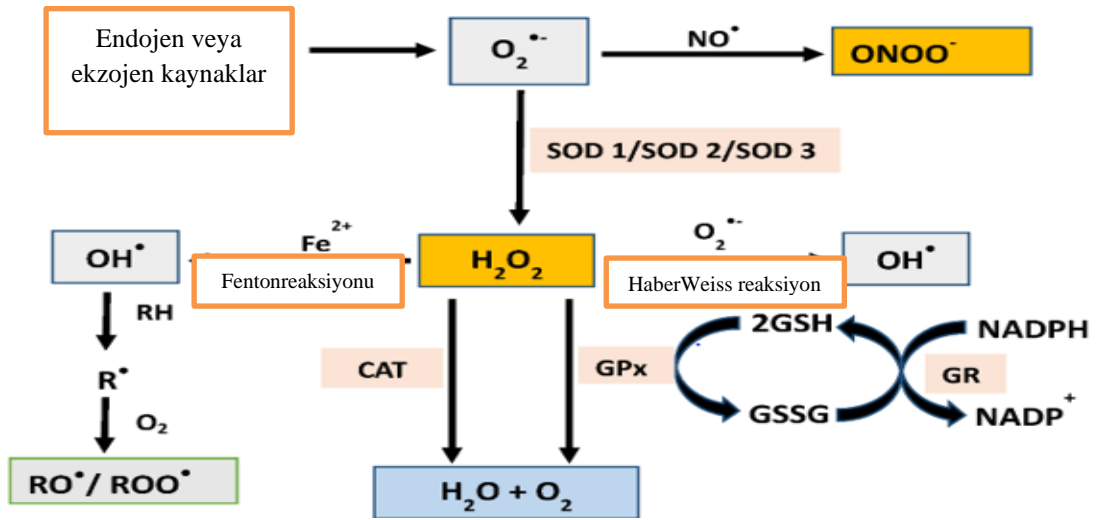 Endojen veya
ekzojen kaynaklar
O₂•⁻
NO•
ONOO⁻
SOD 1/SOD 2/SOD 3
OH•
Fe²⁺
H₂O₂
O₂•⁻
OH•
Fentonreaksiyonu
HaberWeiss reaksiyon
RH
2GSH
NADPH
R•
CAT
GPx
GR
O₂
GSSG
NADP⁺
RO•/ ROO•
H₂O + O₂